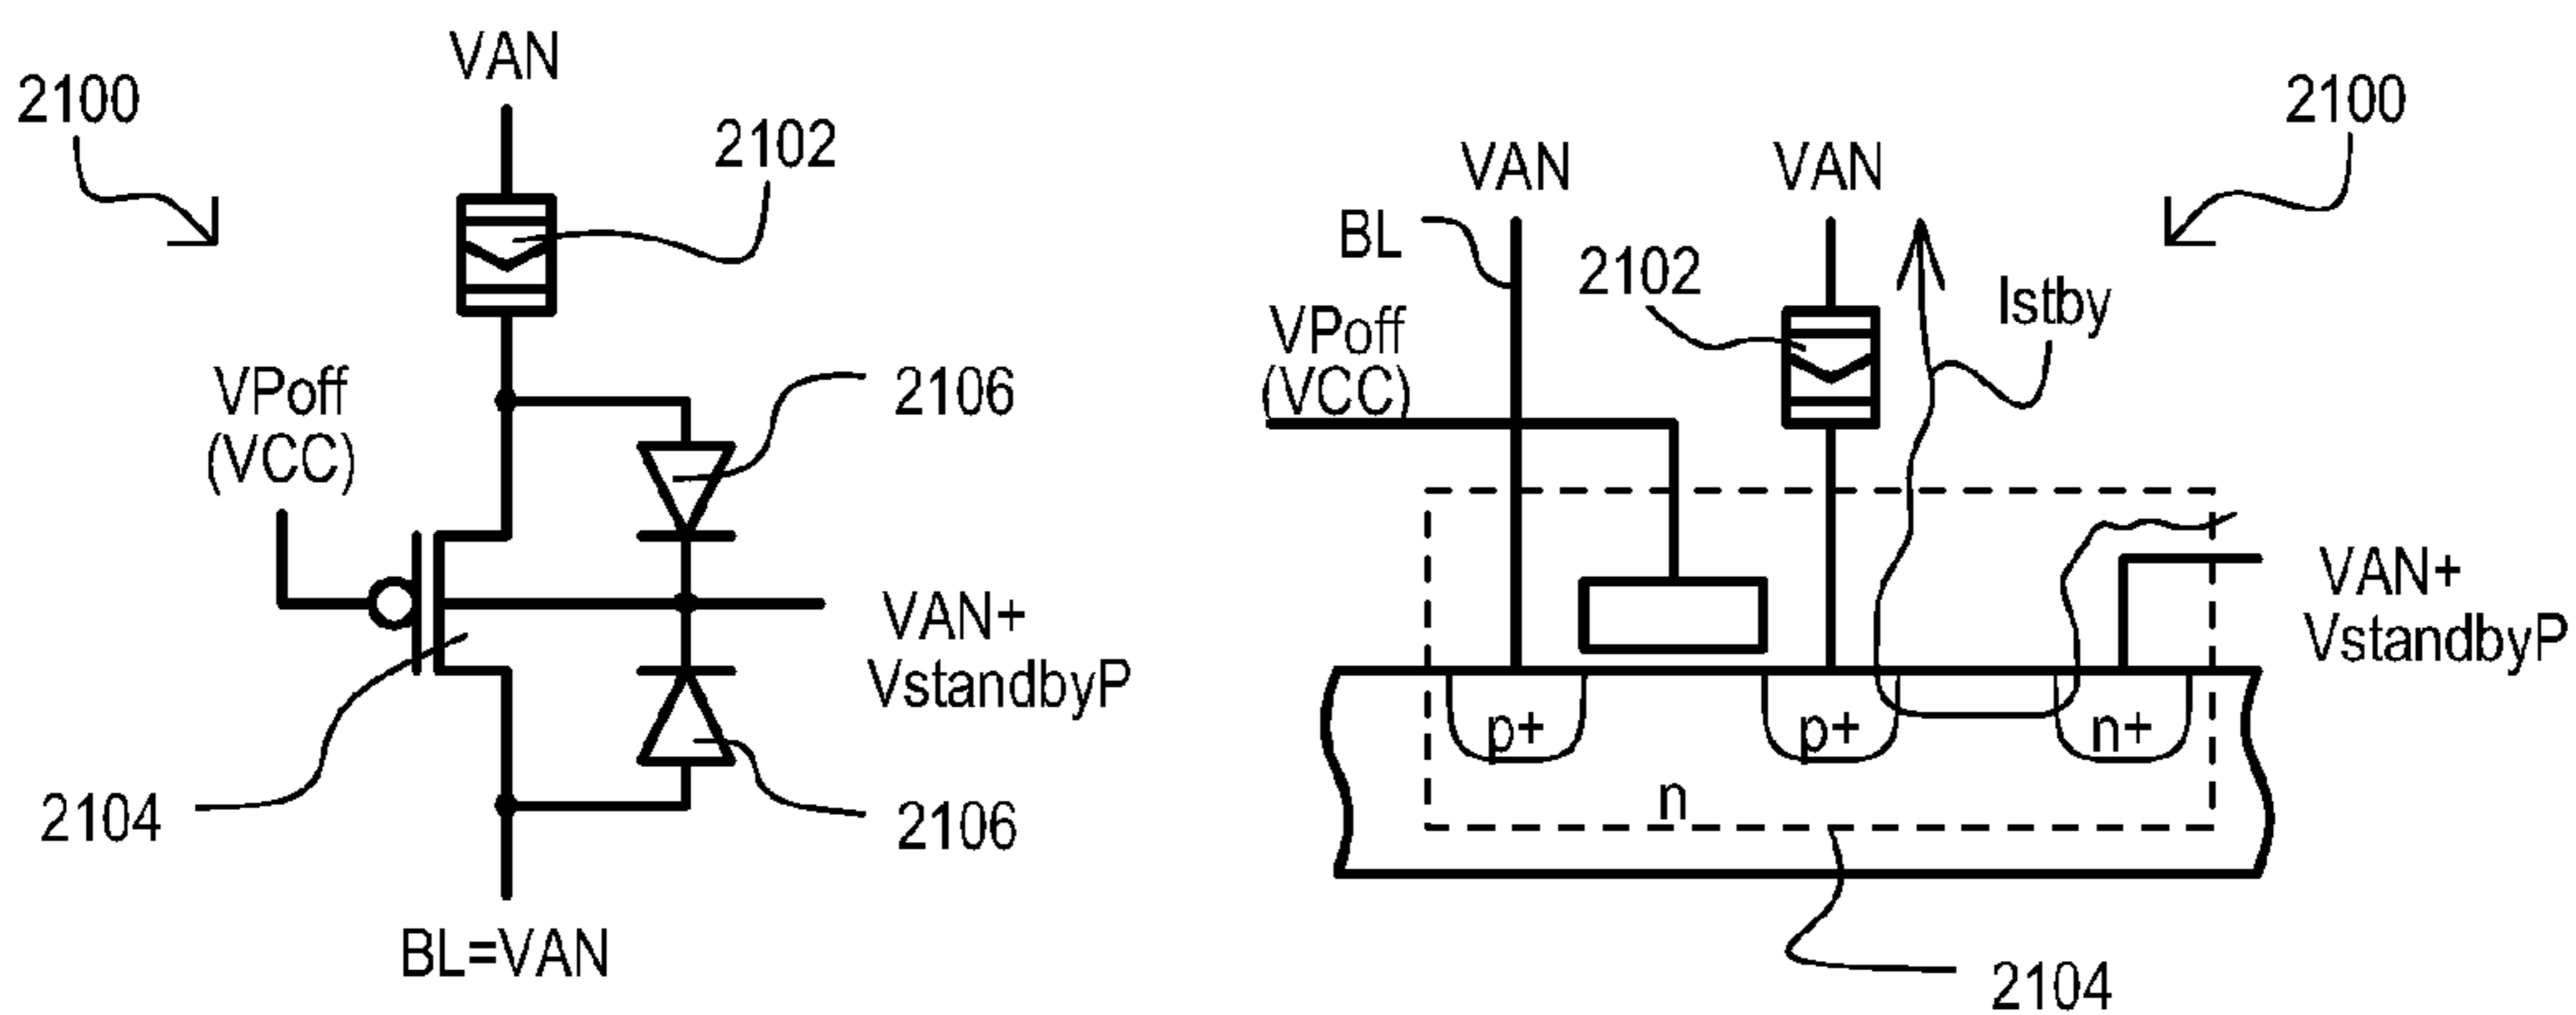 VAN
2100
2102
2106
VPoff
(VCC)
VAN+
VstandbyP
2104
2106
BL=VAN
2100
VAN
VAN
BL
2102
Istby
VPoff
(VCC)
VAN+
VstandbyP
p+
p+
n+
n
2104